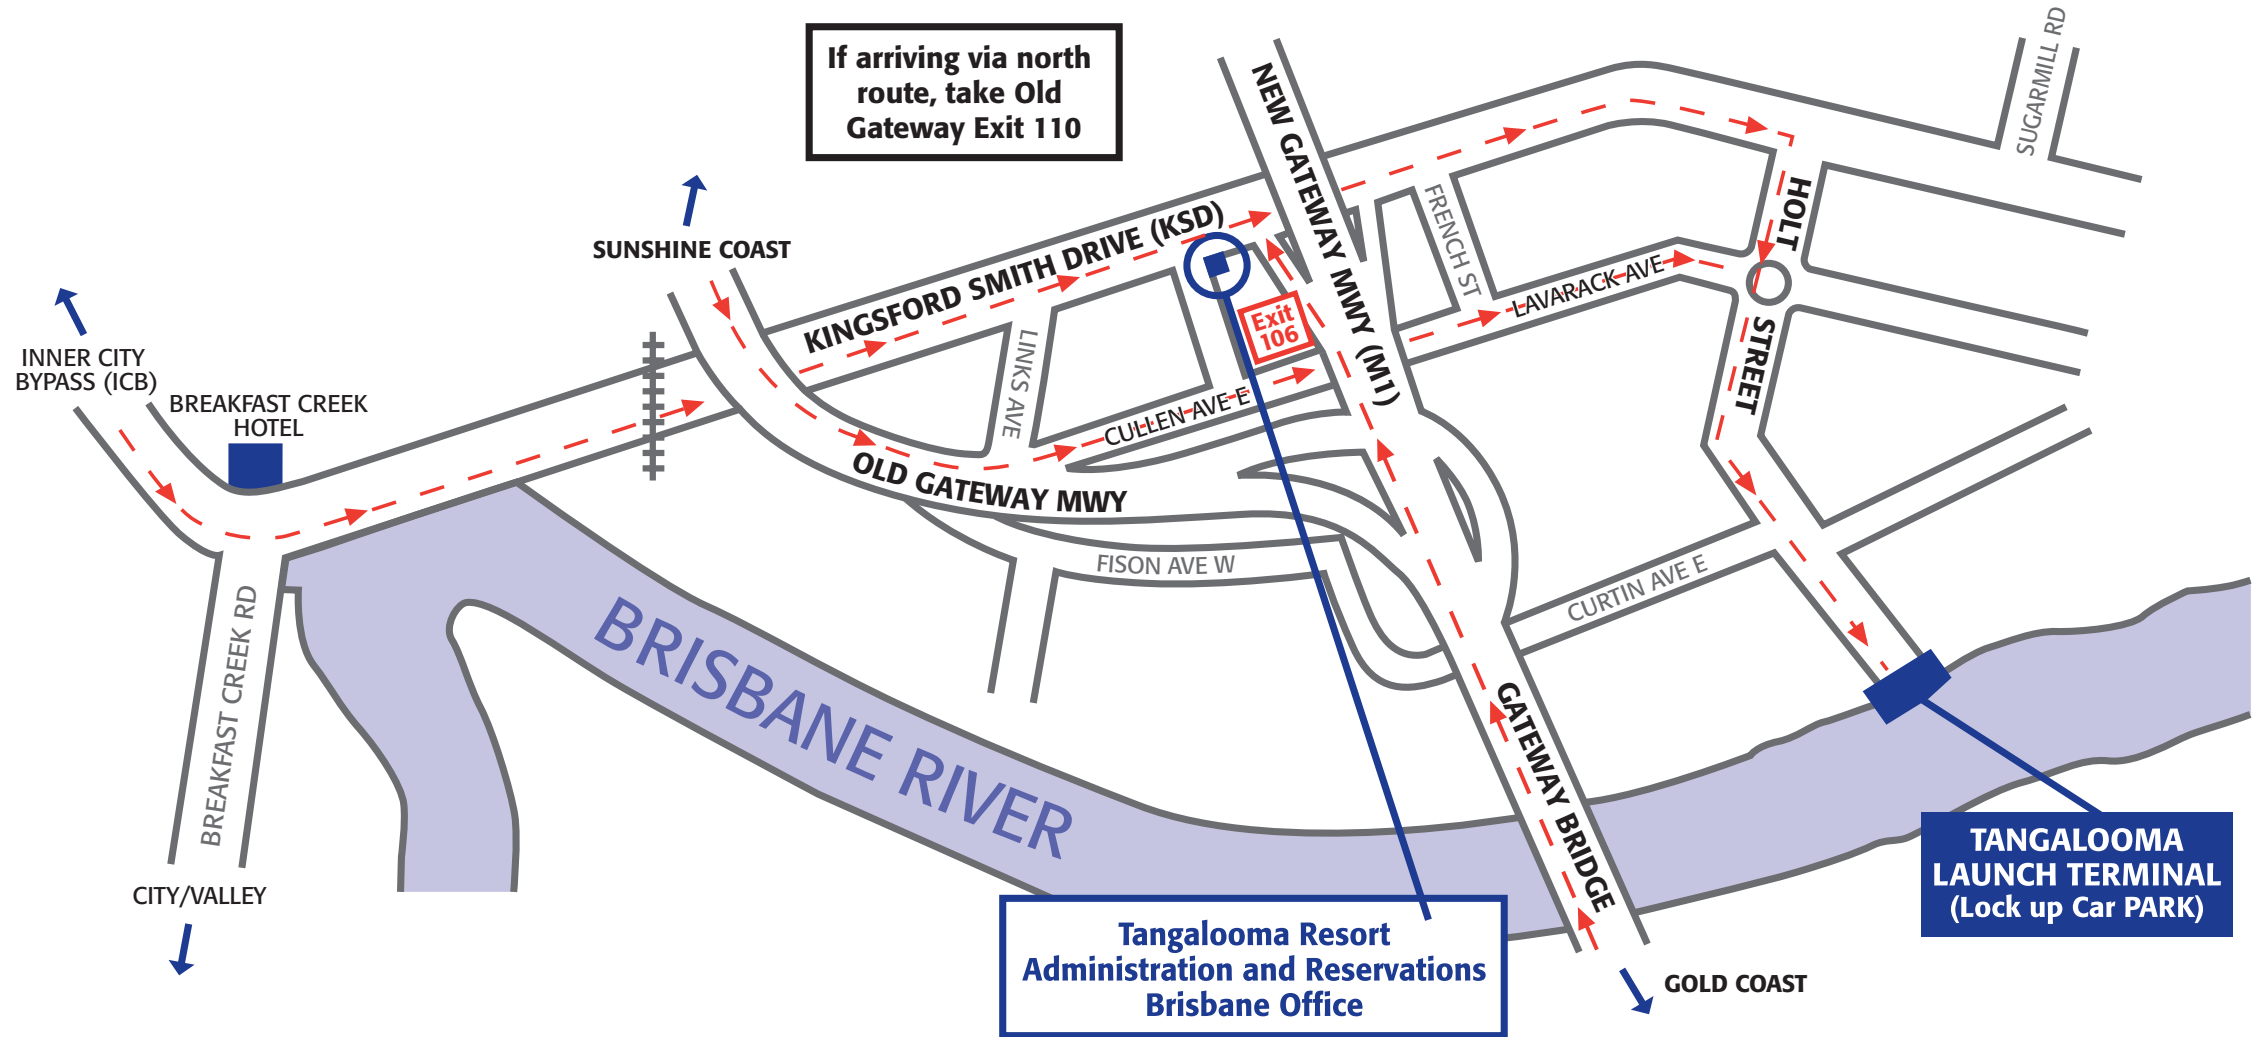 If arriving via north
route, take Old
Gateway Exit 110
SUGARMILL RD
NEW GATEWAY MWY (M1)
SUNSHINE COAST
KINGSFORD SMITH DRIVE (KSD)
FRENCH ST
HOLT
STREET
LAVARACK AVE
Exit
106
INNER CITY
BYPASS (ICB)
BREAKFAST CREEK
HOTEL
LINKS AVE
CULLEN AVE E
OLD GATEWAY MWY
FISON AVE W
CURTIN AVE E
BREAKFAST CREEK RD
BRISBANE RIVER
GATEWAY BRIDGE
CITY/VALLEY
TANGALOOMA
LAUNCH TERMINAL
(Lock up Car PARK)
Tangalooma Resort
Administration and Reservations
Brisbane Office
GOLD COAST